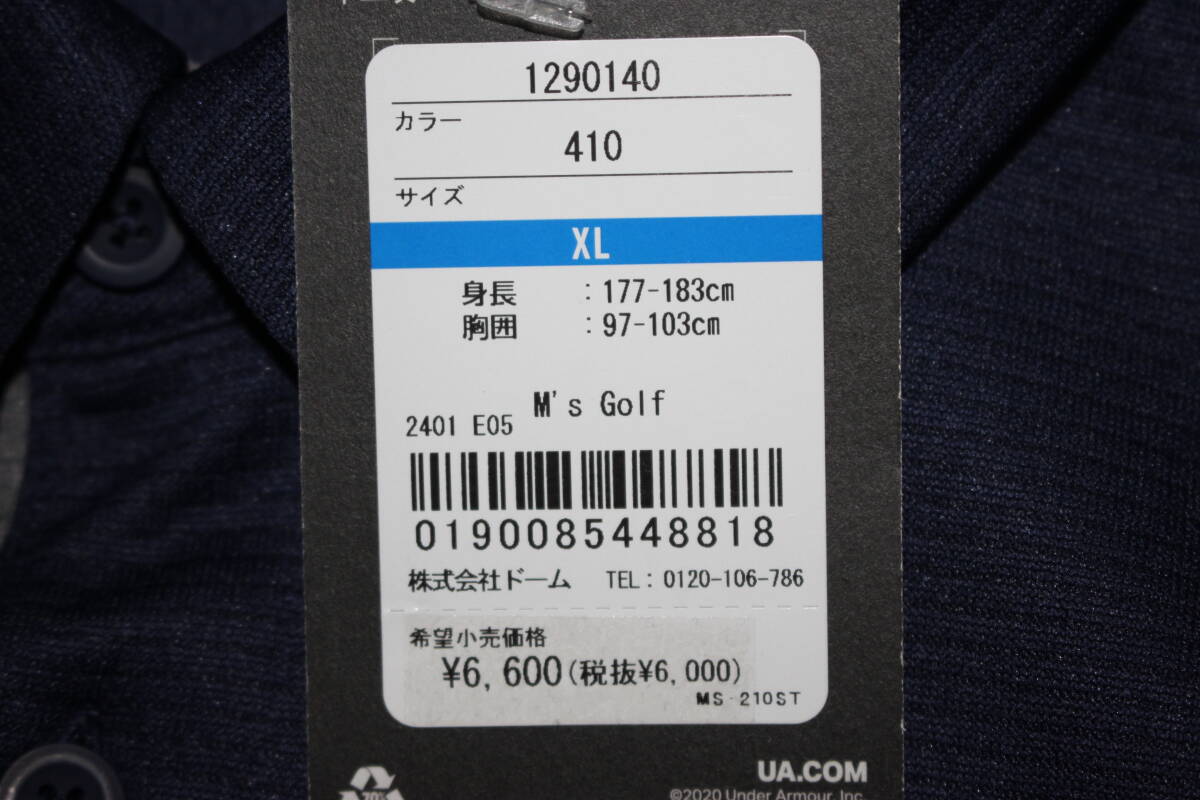 1290140
カラー
410
サイズ
XL
身長 : 177-183cm
胸囲 : 97-103cm
M's Golf
2401 E05
0190085448818
株式会社ドーム TEL: 0120-106-786
希望小売価格
¥6,600(税抜¥6,000)
MS-210ST
70%
UA.COM
©2020 Under Armour, Inc.